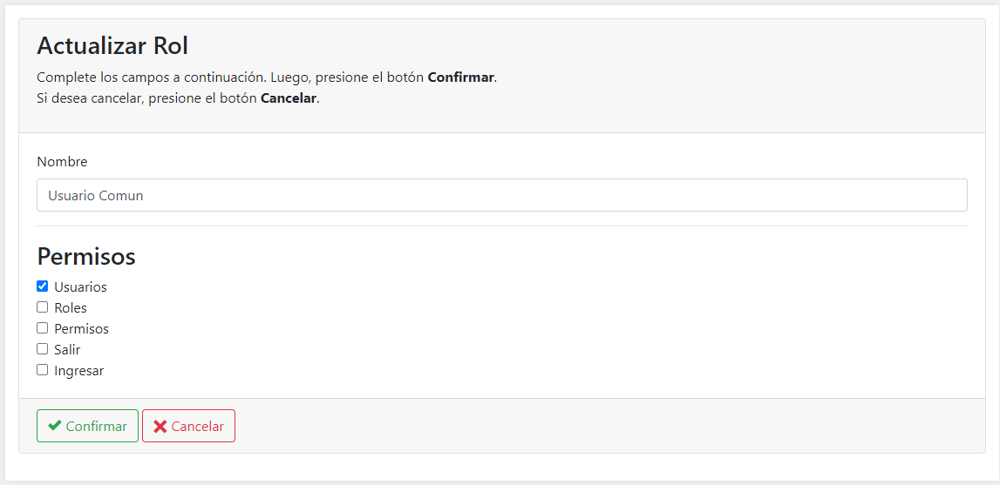 Actualizar Rol
Complete los campos a continuación. Luego, presione el botón Confirmar.
Si desea cancelar, presione el botón Cancelar.
Nombre
Usuario Comun
Permisos
Usuarios
Roles
Permisos
Salir
Ingresar
Confirmar Cancelar